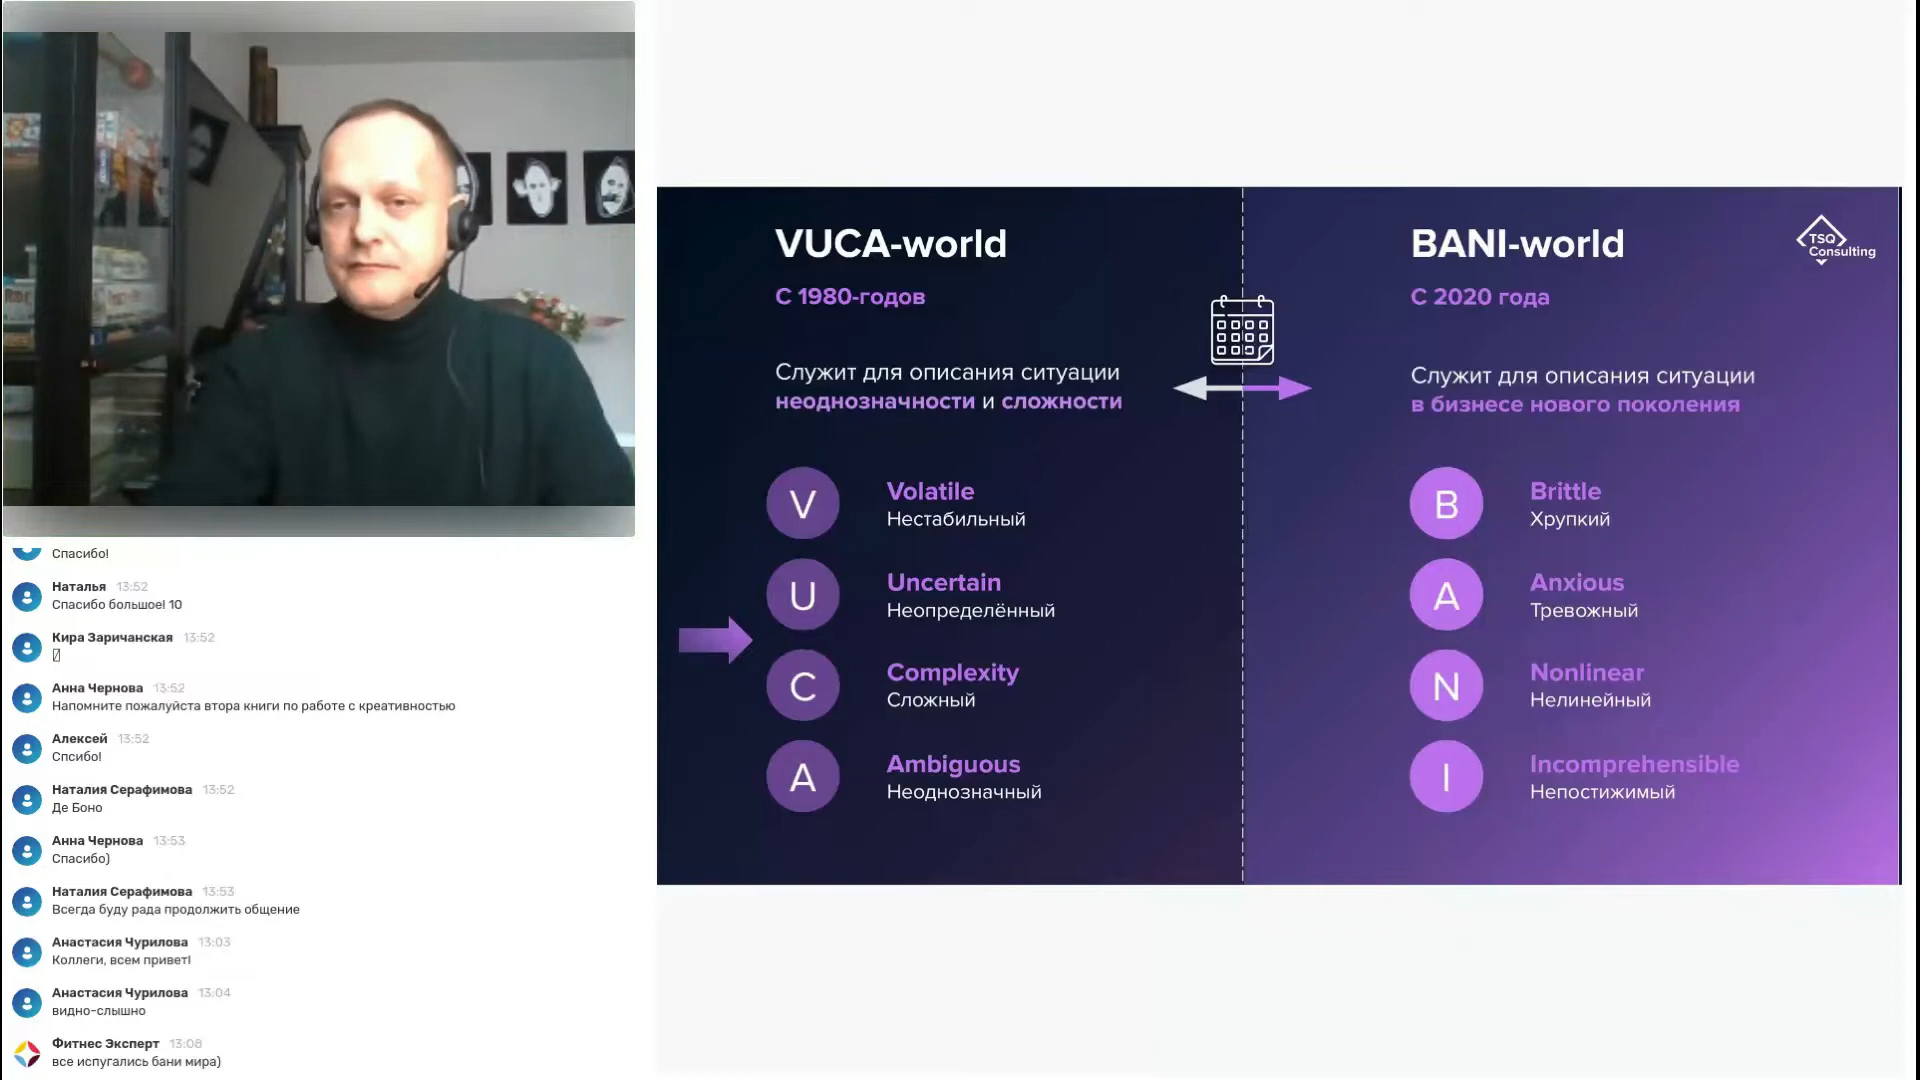 Спасибо!
Наталья 13:52
Спасибо большое! 10
Кира Заричанская 13:52
Анна Чернова 13:52
Напомните пожалуйста втора книги по работе с креативностью
Алексей 13:52
Спсибо!
Наталия Серафимова 13:52
Де Боно
Анна Чернова 13:53
Спасибо)
Наталия Серафимова 13:53
Всегда буду рада продолжить общение
Анастасия Чурилова 13:03
Коллеги, всем привет!
Анастасия Чурилова 13:04
видно-слышно
Фитнес Эксперт 13:08
все испугались бани мира)
VUCA-world
С 1980-годов
Служит для описания ситуации
неоднозначности и сложности
V
Volatile
Нестабильный
U
Uncertain
Неопределённый
C
Complexity
Сложный
A
Ambiguous
Неоднозначный
BANI-world
С 2020 года
Служит для описания ситуации
в бизнесе нового поколения
B
Brittle
Хрупкий
A
Anxious
Тревожный
N
Nonlinear
Нелинейный
I
Incomprehensible
Непостижимый
TSQ
Consulting